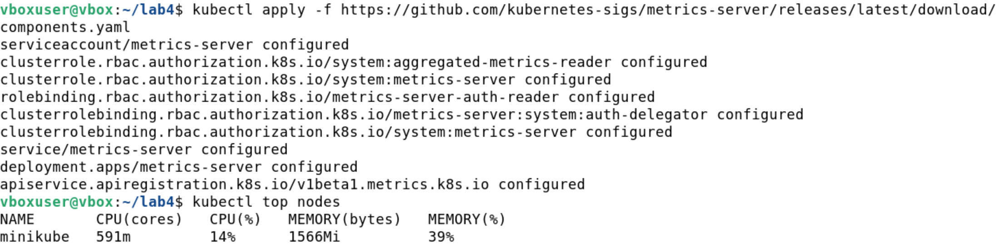 vboxuser@vbox:~/lab4$ kubectl apply -f https://github.com/kubernetes-sigs/metrics-server/releases/latest/download/
components.yaml
serviceaccount/metrics-server configured
clusterrole.rbac.authorization.k8s.io/system:aggregated-metrics-reader configured
clusterrole.rbac.authorization.k8s.io/system:metrics-server configured
rolebinding.rbac.authorization.k8s.io/metrics-server-auth-reader configured
clusterrolebinding.rbac.authorization.k8s.io/metrics-server:system:auth-delegator configured
clusterrolebinding.rbac.authorization.k8s.io/system:metrics-server configured
service/metrics-server configured
deployment.apps/metrics-server configured
apiservice.apiregistration.k8s.io/v1beta1.metrics.k8s.io configured
vboxuser@vbox:~/lab4$ kubectl top nodes
NAME       CPU(cores)   CPU(%)   MEMORY(bytes)   MEMORY(%)
minikube   591m         14%      1566Mi          39%